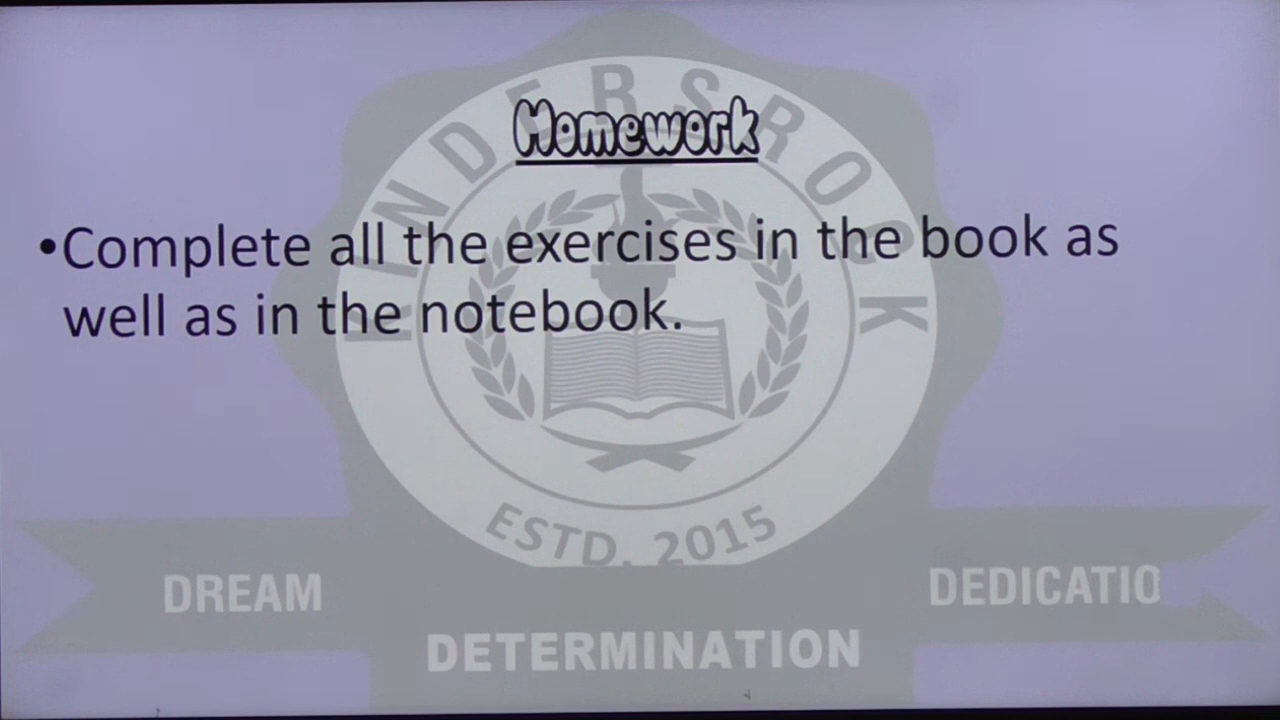 Homework
•Complete all the exercises in the book as
well as in the notebook.
ESTD. 2015
DREAM
DEDICATIO
DETERMINATION